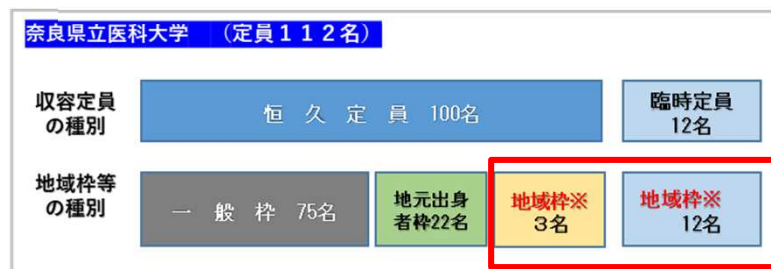 奈良県立医科大学　（定員１１２名）
収容定員
の種別
恒 久 定 員 100名
臨時定員
12名
地域枠等
の種別
一 般 枠 75名
地元出身
者枠22名
地域枠※
３名
地域枠※
12名